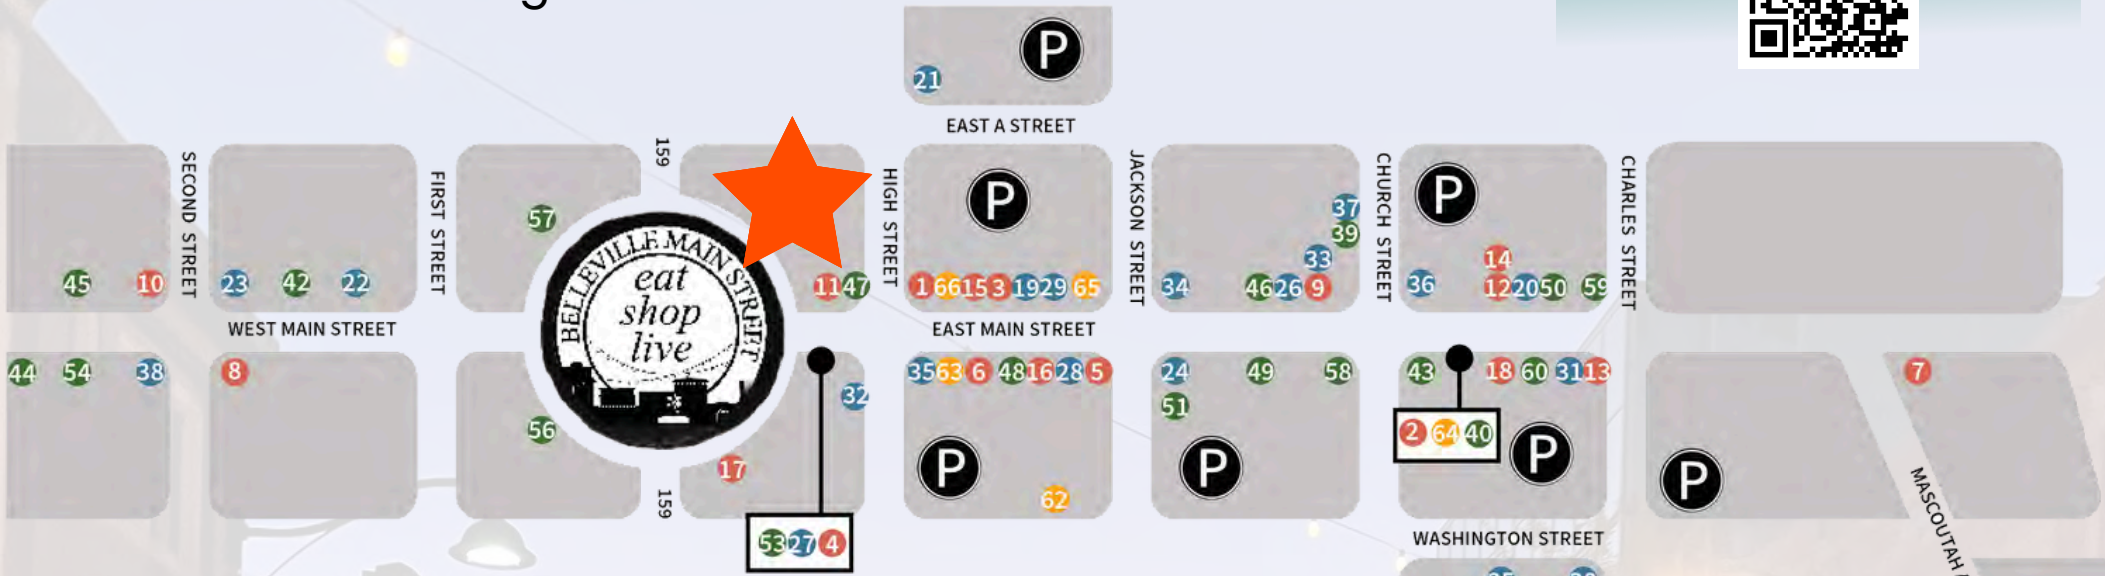 P
21
EAST A STREET
159
SECOND STREET
FIRST STREET
HIGH STREET
JACKSON STREET
CHURCH STREET
CHARLES STREET
P
P
57
37
39
33
14
45
10
23
42
22
11 47
1 66 15 3 19 29 65
34
46 26 9
36
12 20 50
59
BELLEVILLE MAIN STREET
eat
shop
live
WEST MAIN STREET
EAST MAIN STREET
44
54
38
8
32
35 63 6 48 16 28 5
24
49
58
43
18 60 31 13
7
51
56
17
2 64 40
P
P
P
P
62
159
53 27 4
WASHINGTON STREET
MASCOUTAH